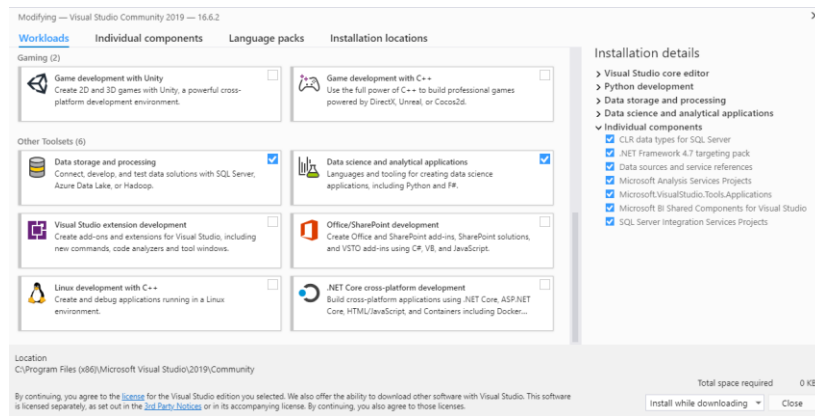 Modifying — Visual Studio Community 2019 — 16.6.2
Workloads Individual components Language packs Installation locations
Gaming (2)
Game development with Unity
Create 2D and 3D games with Unity, a powerful cross-
platform development environment.
Game development with C++
Use the full power of C++ to build professional games
powered by DirectX, Unreal, or Cocos2d.
Other Toolsets (6)
Data storage and processing
Connect, develop, and test data solutions with SQL Server,
Azure Data Lake, or Hadoop.
Data science and analytical applications
Languages and tooling for creating data science
applications, including Python and F#.
Visual Studio extension development
Create add-ons and extensions for Visual Studio, including
new commands, code analyzers and tool windows.
Office/SharePoint development
Create Office and SharePoint add-ins, SharePoint solutions,
and VSTO add-ins using C#, VB, and JavaScript.
Linux development with C++
Create and debug applications running in a Linux
environment.
.NET Core cross-platform development
Build cross-platform applications using .NET Core, ASP.NET
Core, HTML/JavaScript, and Containers including Docker...
Installation details
Visual Studio core editor
Python development
Data storage and processing
Data science and analytical applications
Individual components
CLR data types for SQL Server
.NET Framework 4.7 targeting pack
Data sources and service references
Microsoft Analysis Services Projects
Microsoft.VisualStudio.Tools.Applications
Microsoft BI Shared Components for Visual Studio
SQL Server Integration Services Projects
Location
C:\Program Files (x86)\Microsoft Visual Studio\2019\Community
Total space required 0 KB
By continuing, you agree to the license for the Visual Studio edition you selected. We also offer the ability to download other software with Visual Studio. This software
is licensed separately, as set out in the 3rd Party Notices or in its accompanying license. By continuing, you also agree to those licenses.
Install while downloading Close